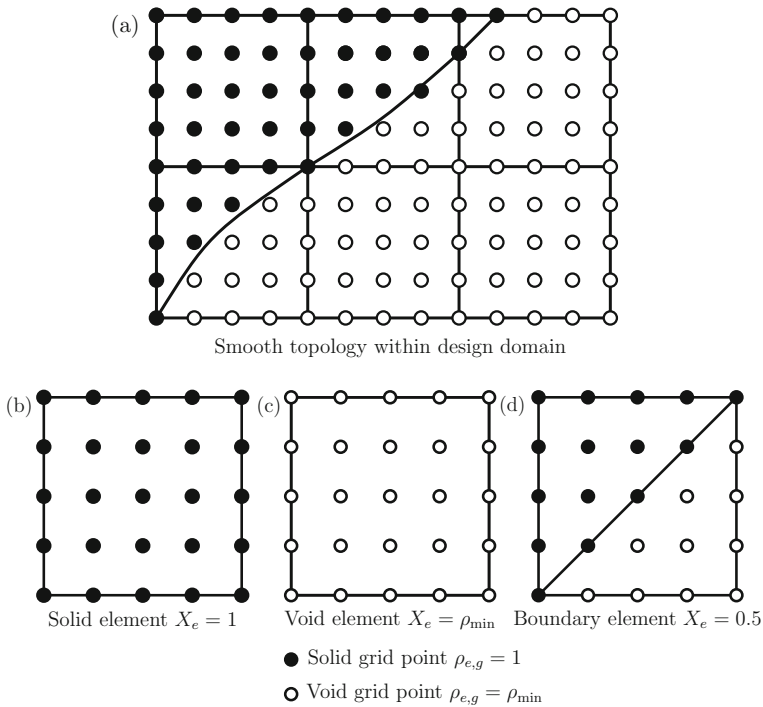 (a)
Smooth topology within design domain
(b)
(c)
(d)
Solid element $X_e = 1$
Void element $X_e = \rho_{\min}$
Boundary element $X_e = 0.5$
Solid grid point $\rho_{e,g} = 1$
Void grid point $\rho_{e,g} = \rho_{\min}$